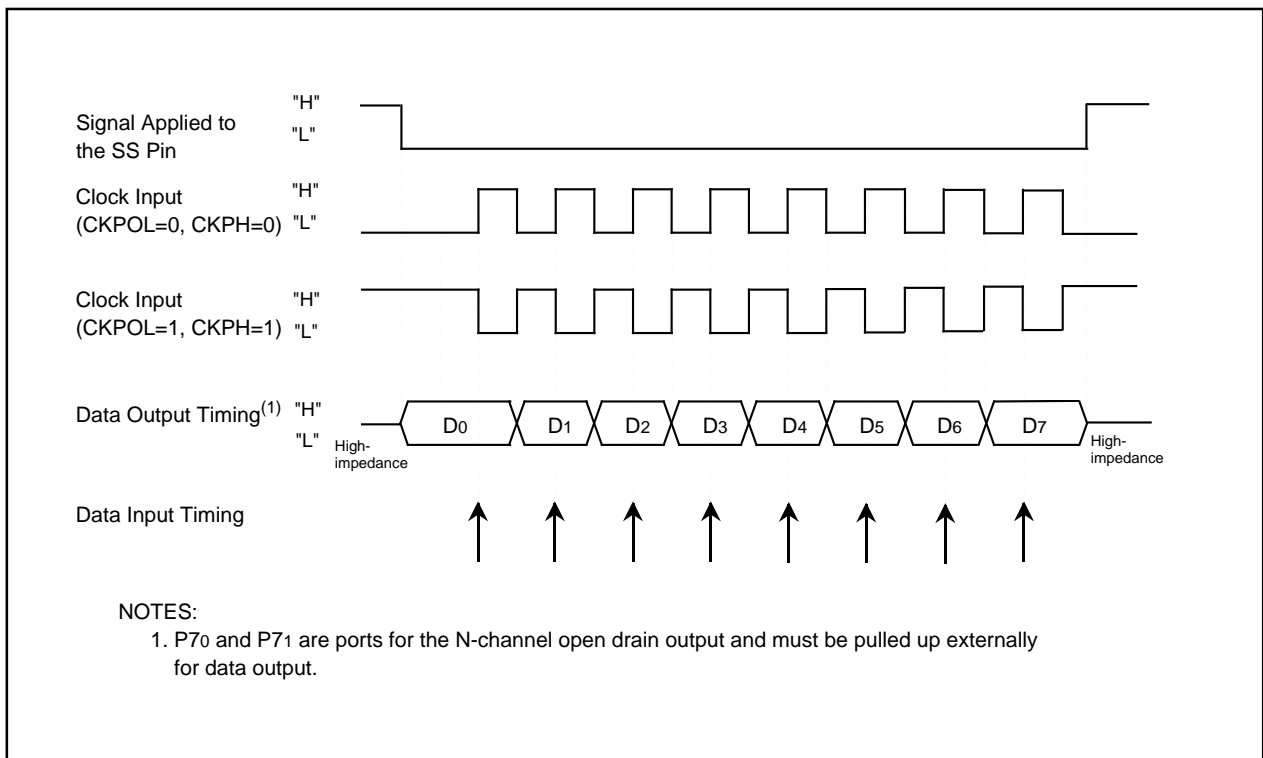 Signal Applied to
the SS Pin
"H"
"L"
Clock Input
(CKPOL=0, CKPH=0)
"H"
"L"
Clock Input
(CKPOL=1, CKPH=1)
"H"
"L"
Data Output Timing(1)
"H"
"L"
High-
impedance
D0 D1 D2 D3 D4 D5 D6 D7
High-
impedance
Data Input Timing
NOTES:
1. P70 and P71 are ports for the N-channel open drain output and must be pulled up externally
for data output.